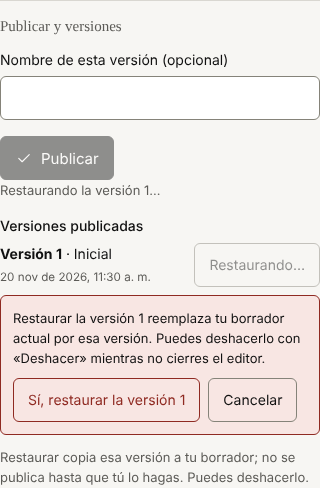 Publicar y versiones
Nombre de esta versión (opcional)
Publicar
Restaurando la versión 1...
Versiones publicadas
Versión 1 · Inicial
20 nov de 2026, 11:30 a. m.
Restaurando...
Restaurar la versión 1 reemplaza tu borrador
actual por esa versión. Puedes deshacerlo con
«Deshacer» mientras no cierres el editor.
Sí, restaurar la versión 1
Cancelar
Restaurar copia esa versión a tu borrador; no se
publica hasta que tú lo hagas. Puedes deshacerlo.